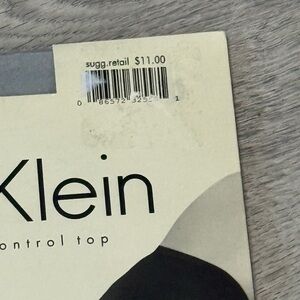 sugg.retail $11.00
Klein
ontrol top